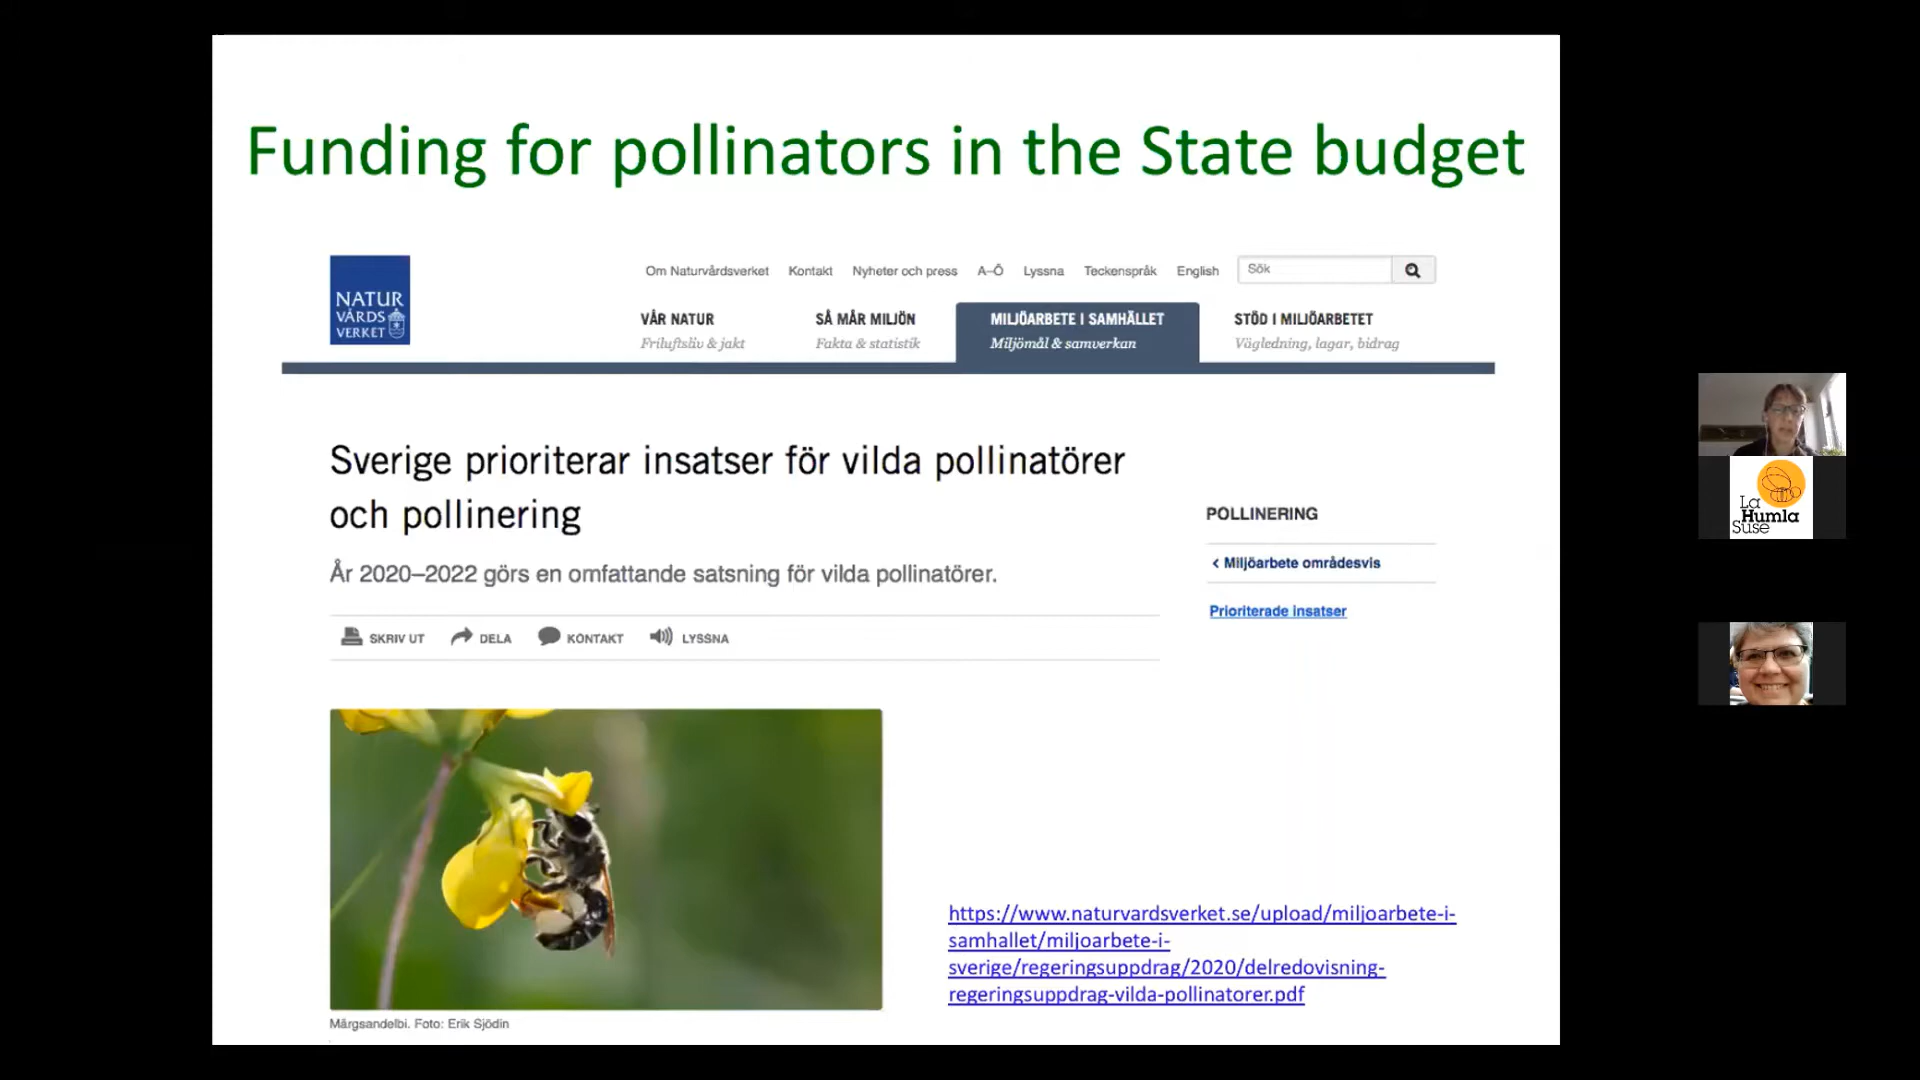 Funding for pollinators in the State budget
NATUR
VÅRDS
VERKET
Om Naturvårdsverket Kontakt Nyheter och press A–Ö Lyssna Teckenspråk English Sök
VÅR NATUR
Friluftsliv & jakt
SÅ MÅR MILJÖN
Fakta & statistik
MILJÖARBETE I SAMHÄLLET
Miljömål & samverkan
STÖD I MILJÖARBETET
Vägledning, lagar, bidrag
Sverige prioriterar insatser för vilda pollinatörer
och pollinering
År 2020–2022 görs en omfattande satsning för vilda pollinatörer.
SKRIV UT DELA KONTAKT LYSSNA
POLLINERING
< Miljöarbete områdesvis
Prioriterade insatser
Märgsandelbi. Foto: Erik Sjödin
https://www.naturvardsverket.se/upload/miljoarbete-i-
samhallet/miljoarbete-i-
sverige/regeringsuppdrag/2020/delredovisning-
regeringsuppdrag-vilda-pollinatorer.pdf
La
Humla
Suse